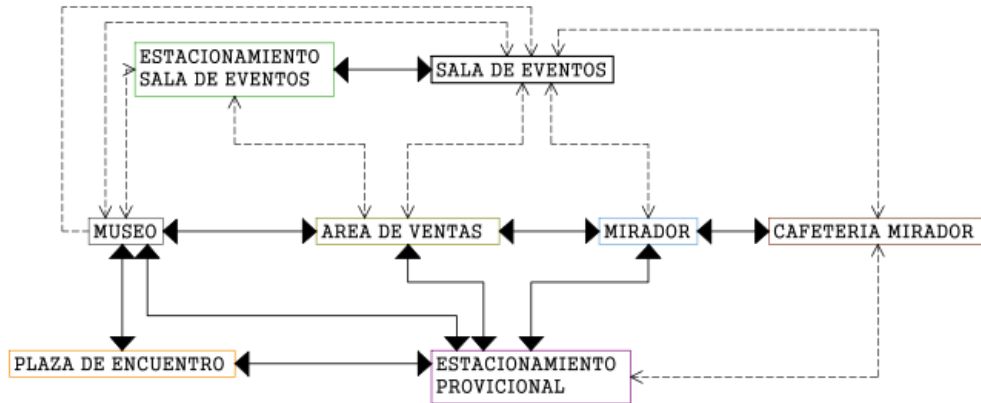 ESTACIONAMIENTO
SALA DE EVENTOS
SALA DE EVENTOS
MUSEO
AREA DE VENTAS
MIRADOR
CAFETERIA MIRADOR
PLAZA DE ENCUENTRO
ESTACIONAMIENTO
PROVICIONAL